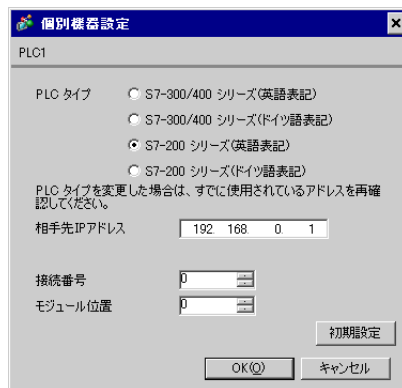 個別機器設定
PLC1
PLC タイプ
S7-300/400 シリーズ(英語表記)
S7-300/400 シリーズ(ドイツ語表記)
S7-200 シリーズ(英語表記)
S7-200 シリーズ(ドイツ語表記)
PLC タイプを変更した場合は、すでに使用されているアドレスを再確
認してください。
相手先IPアドレス 192. 168. 0. 1
接続番号 0
モジュール位置 0
初期設定
OK(O) キャンセル